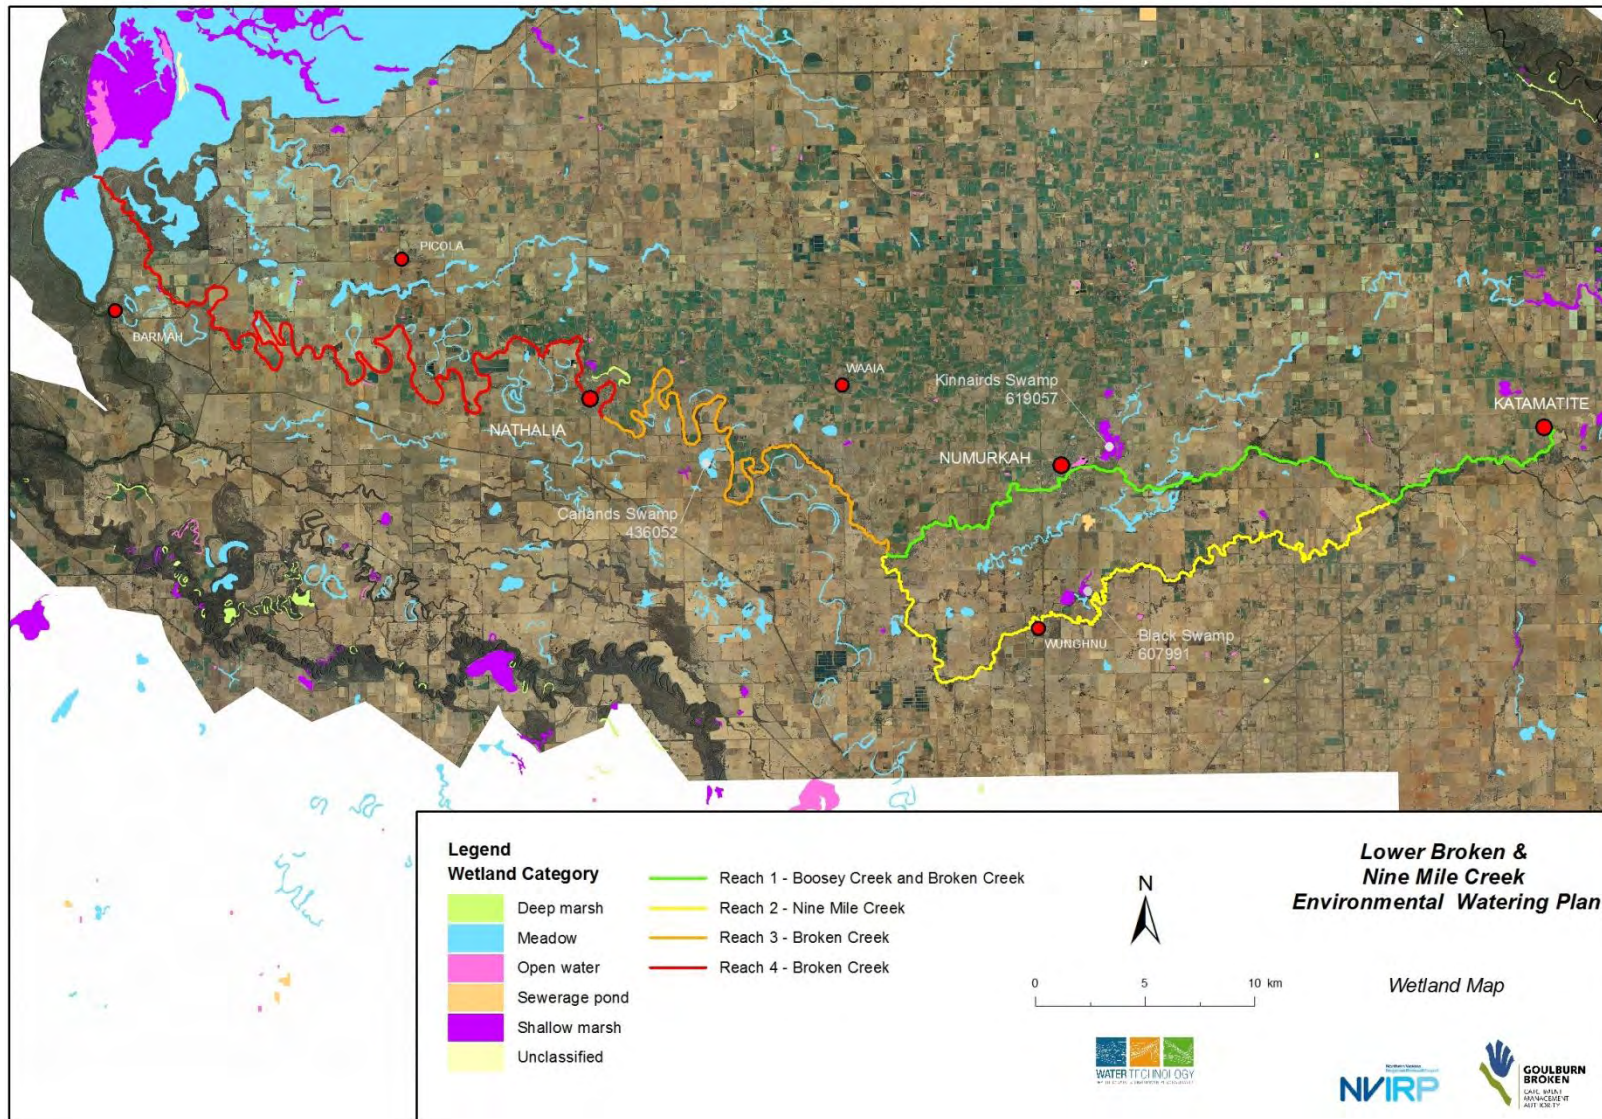 PICOLA
BARMAH
WAAIA
Kinnairds Swamp
619057
KATAMATITE
NATHALIA
NUMURKAH
Carlands Swamp
436052
Black Swamp
607991
WUNGHNU
Legend
Wetland Category
Deep marsh
Meadow
Open water
Sewerage pond
Shallow marsh
Unclassified
Reach 1 - Boosey Creek and Broken Creek
Reach 2 - Nine Mile Creek
Reach 3 - Broken Creek
Reach 4 - Broken Creek
N
0 5 10 km
Lower Broken &
Nine Mile Creek
Environmental Watering Plan
Wetland Map
WATER TECHNOLOGY
NVIRP
GOULBURN
BROKEN
CATCHMENT
MANAGEMENT
AUTHORITY